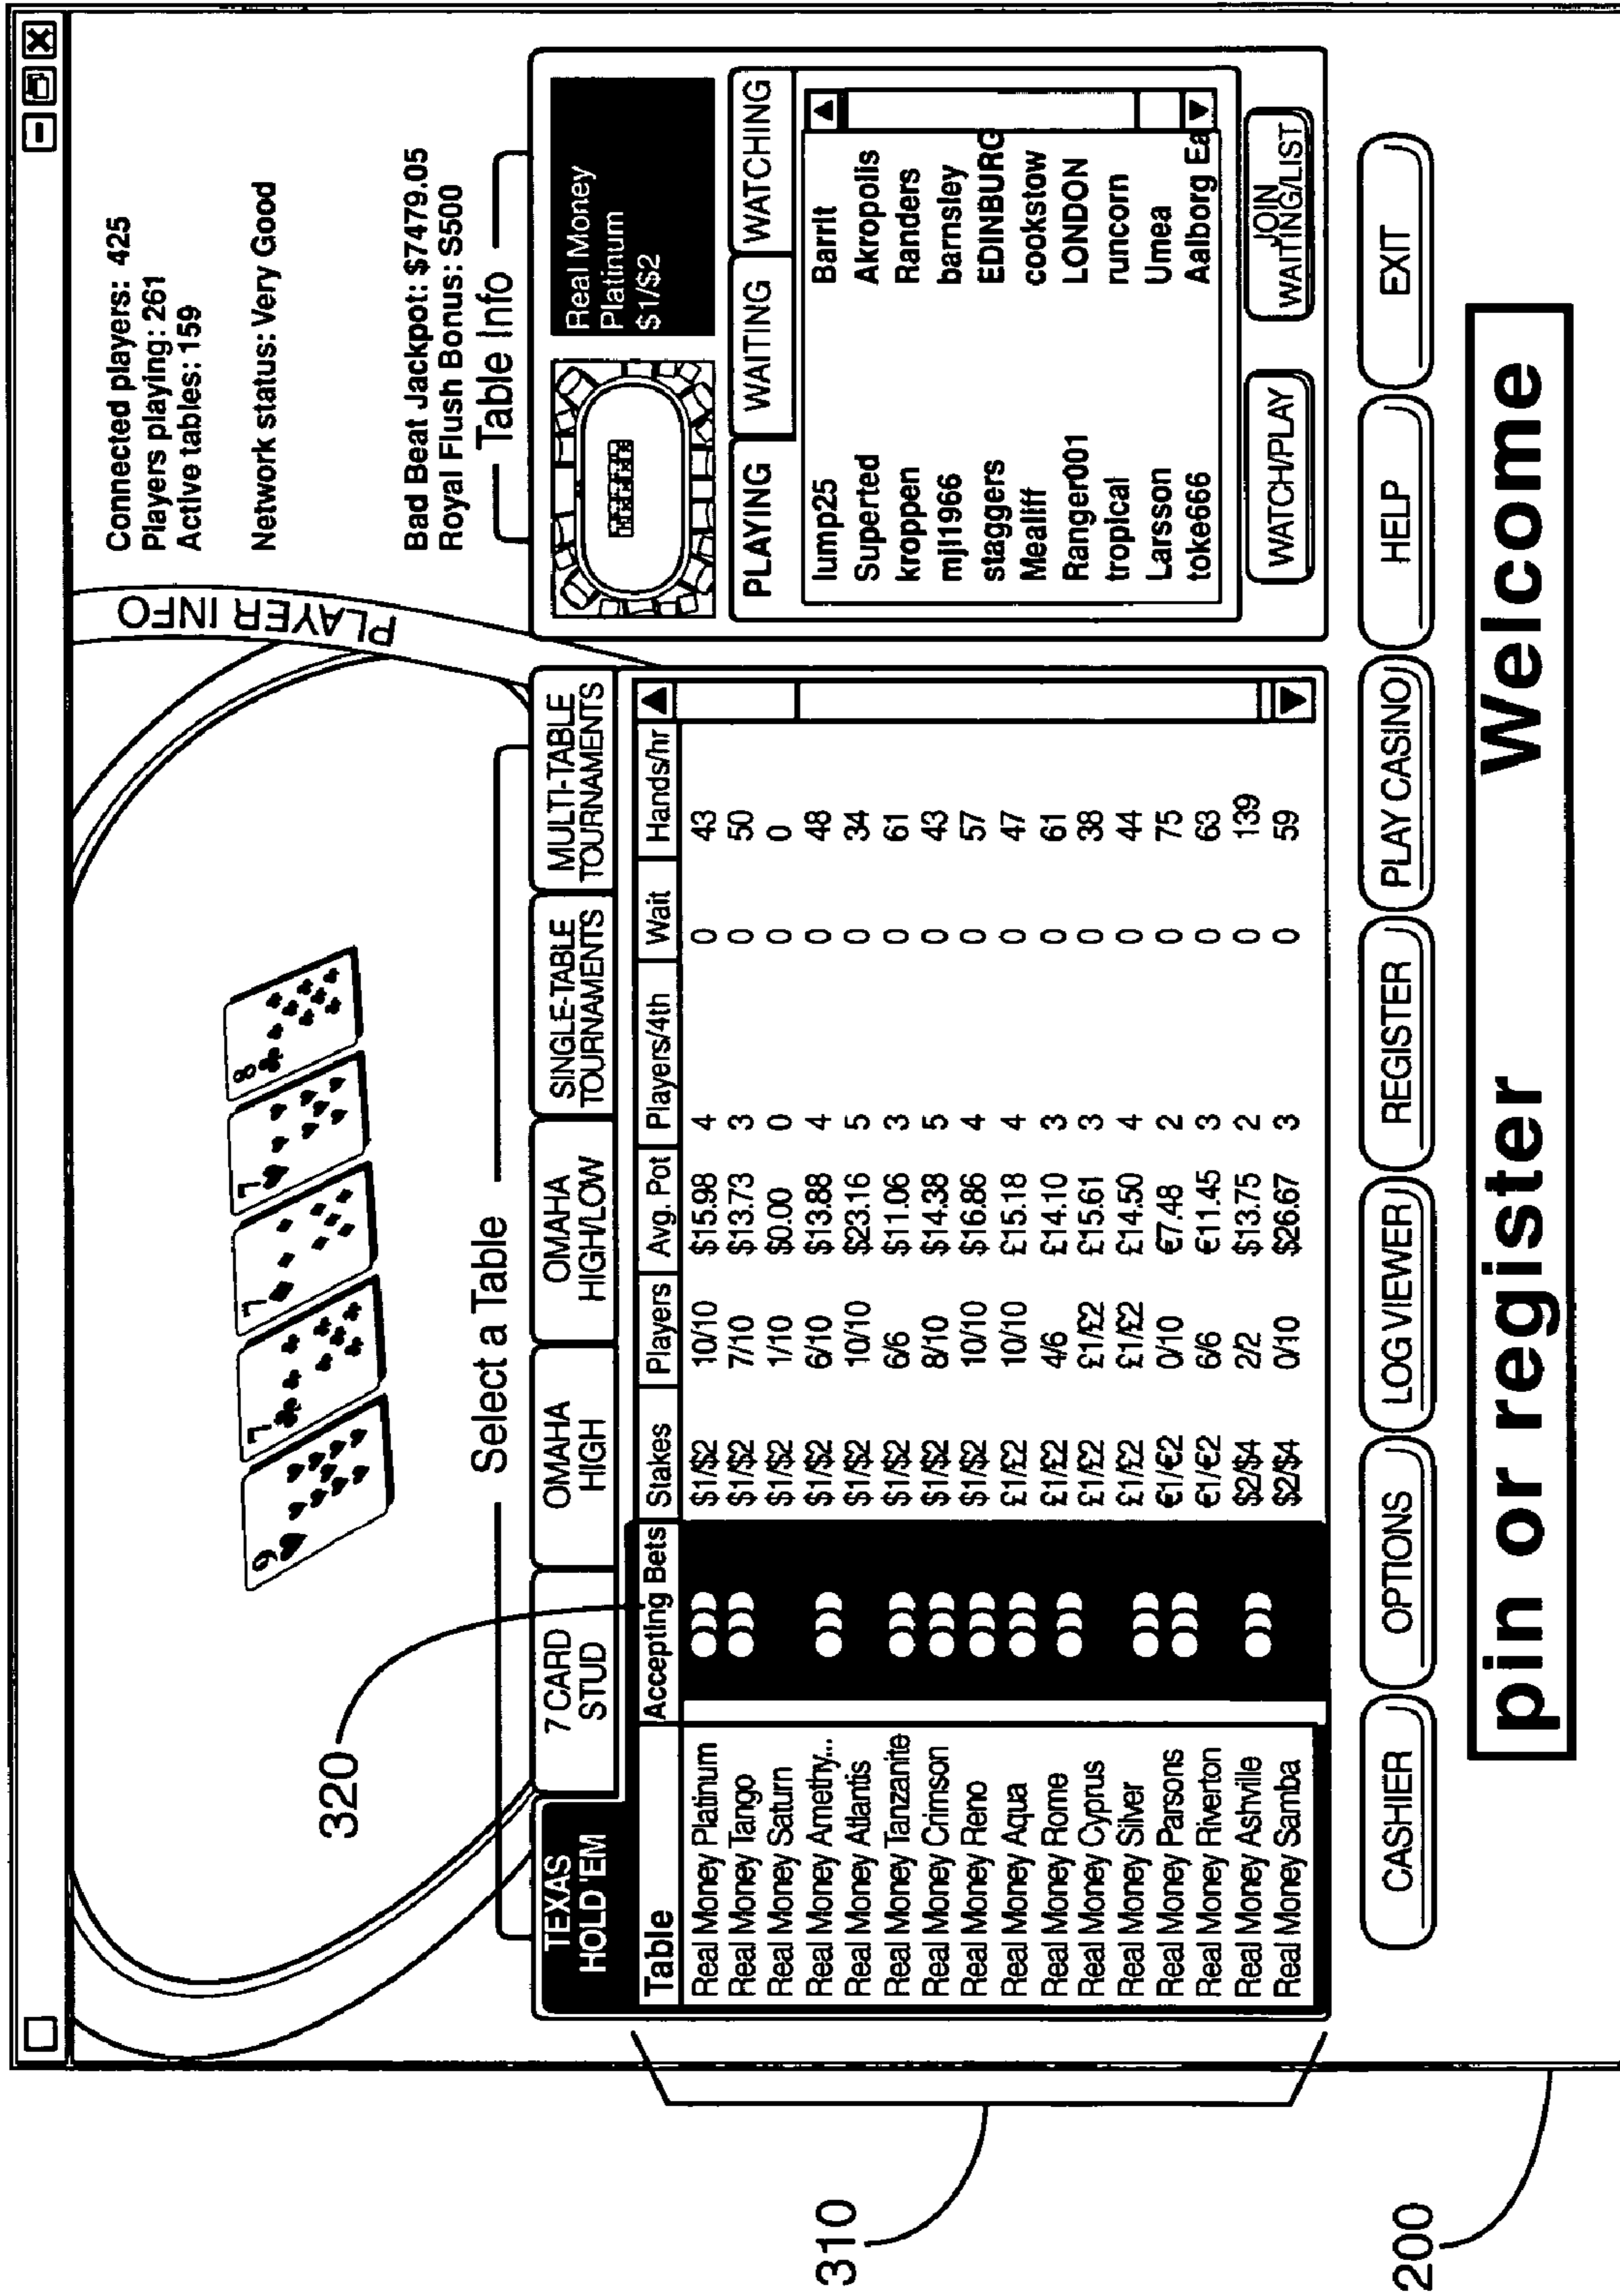 Connected players: 425
Players playing: 261
Active tables: 159
Network status: Very Good
Bad Beat Jackpot: $7479.05
Royal Flush Bonus: S500
PLAYER INFO
6 L L L 8
320
Select a Table
Table Info
TEXAS HOLD 'EM
7 CARD STUD
OMAHA HIGH
OMAHA HIGH/LOW
SINGLE-TABLE TOURNAMENTS
MULTI-TABLE TOURNAMENTS
Table Accepting Bets Stakes Players Avg. Pot Players/4th Wait Hands/hr
Real Money Platinum $1/$2 10/10 $15.98 4 0 43
Real Money Tango $1/$2 7/10 $13.73 3 0 50
Real Money Saturn $1/$2 1/10 $0.00 0 0 0
Real Money Amethy... $1/$2 6/10 $13.88 4 0 48
Real Money Atlantis $1/$2 10/10 $23.16 5 0 34
Real Money Tanzanite $1/$2 6/6 $11.06 3 0 61
Real Money Crimson $1/$2 8/10 $14.38 5 0 43
Real Money Reno $1/$2 10/10 $16.86 4 0 57
Real Money Aqua £1/£2 10/10 £15.18 4 0 47
Real Money Rome £1/£2 4/6 £14.10 3 0 61
Real Money Cyprus £1/£2 £1/£2 £15.61 3 0 38
Real Money Silver £1/£2 £1/£2 £14.50 4 0 44
Real Money Parsons €1/€2 0/10 €7.48 2 0 75
Real Money Riverton €1/€2 6/6 €11.45 3 0 63
Real Money Ashville $2/$4 2/2 $13.75 2 0 139
Real Money Samba $2/$4 0/10 $26.67 3 0 59
Real Money
Platinum
$1/$2
PLAYING WAITING WATCHING
lump25 Barrit
Superted Akropolis
kroppen Randers
mjl1966 barnsley
staggers EDINBURG
Mealiff cookstow
Ranger001 LONDON
tropical runcorn
Larsson Umea
toke666 Aalborg Ea
WATCH/PLAY
JOIN WAITING/LIST
CASHIER OPTIONS LOG VIEWER REGISTER PLAY CASINO HELP EXIT
pin or register Welcome
310
200